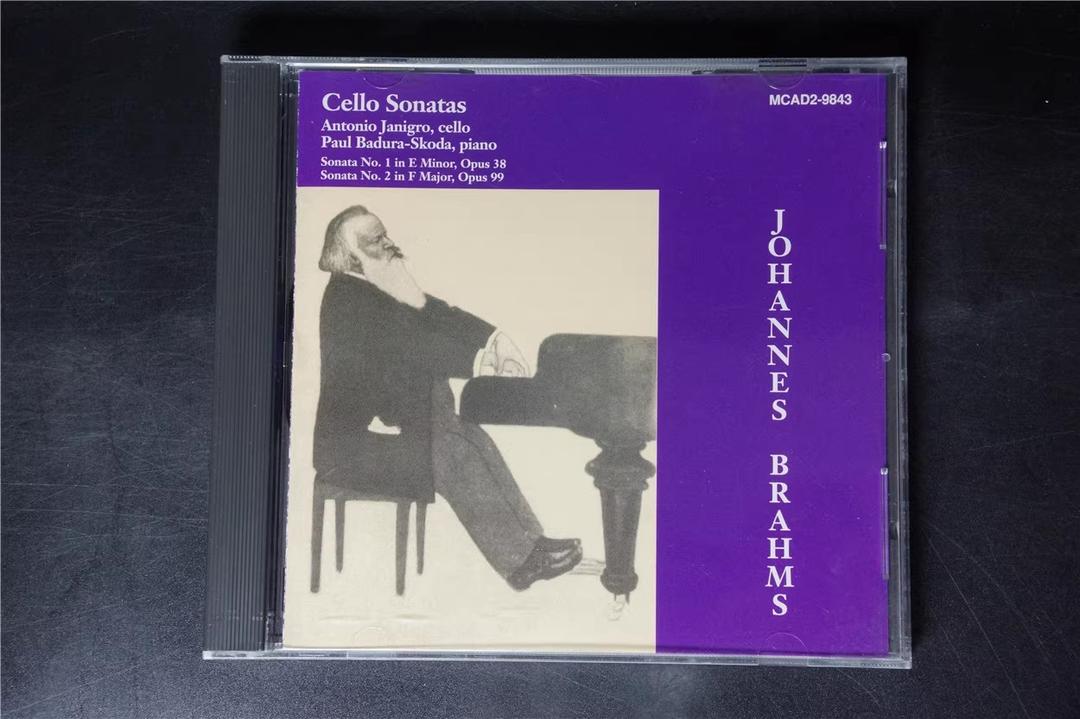 Cello Sonatas
MCAD2-9843
Antonio Janigro, cello
Paul Badura-Skoda, piano
Sonata No. 1 in E Minor, Opus 38
Sonata No. 2 in F Major, Opus 99
JOHANNES BRAHMS